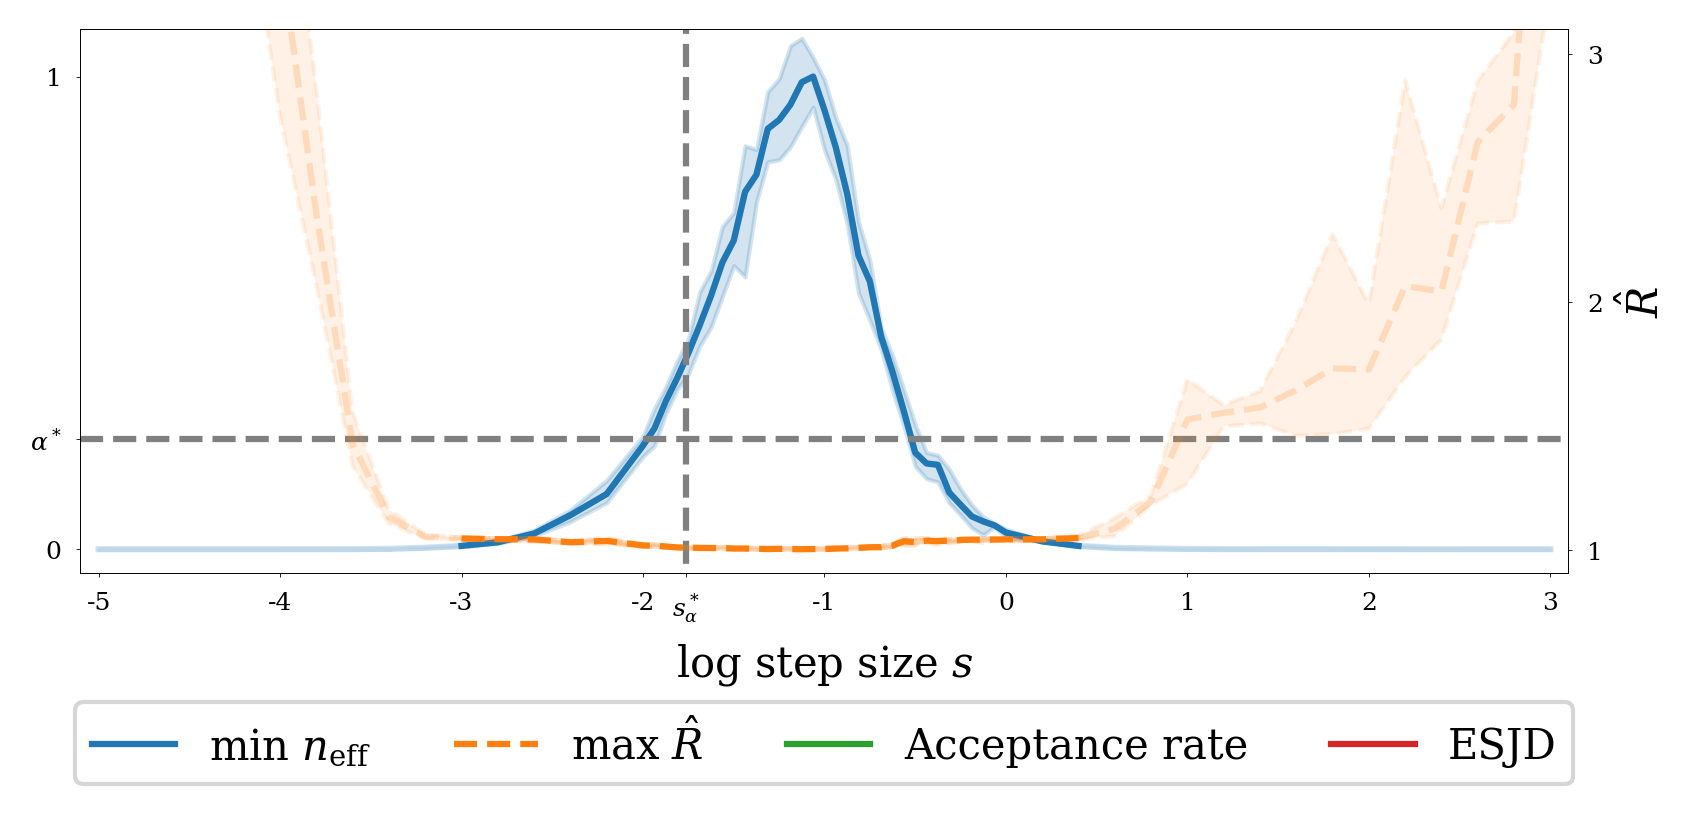 1
α*
0
3
2
1
R̂
-5 -4 -3 -2 s*α -1 0 1 2 3
log step size s
min neff max R̂ Acceptance rate ESJD